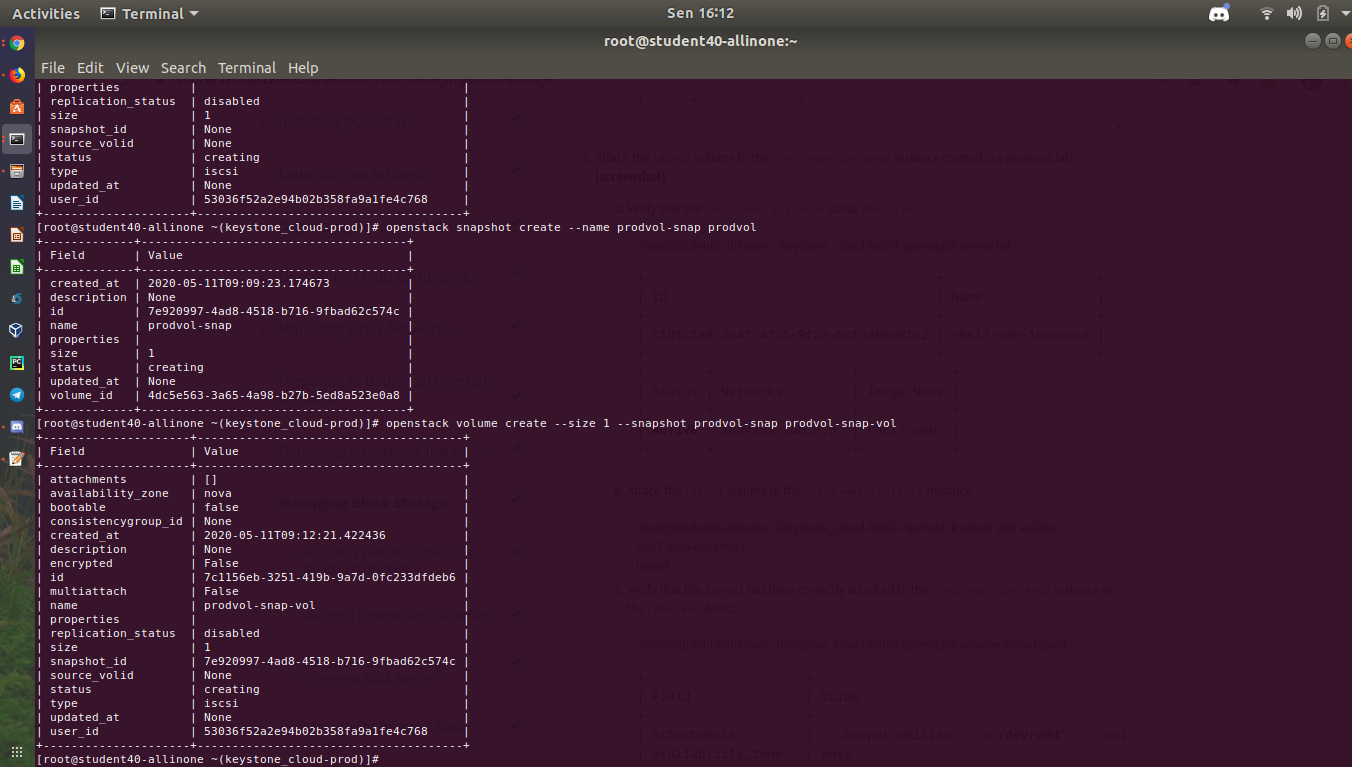 Activities Terminal Sen 16:12
root@student40-allinone:~
File Edit View Search Terminal Help
| properties | |
| replication_status | disabled |
| size | 1 |
| snapshot_id | None |
| source_volid | None |
| status | creating |
| type | iscsi |
| updated_at | None |
| user_id | 53036f52a2e94b02b358fa9a1fe4c768 |
+---------------------+--------------------------------------+
[root@student40-allinone ~(keystone_cloud-prod)]# openstack snapshot create --name prodvol-snap prodvol
+-------------+--------------------------------------+
| Field | Value |
+-------------+--------------------------------------+
| created_at | 2020-05-11T09:09:23.174673 |
| description | None |
| id | 7e920997-4ad8-4518-b716-9fbad62c574c |
| name | prodvol-snap |
| properties | |
| size | 1 |
| status | creating |
| updated_at | None |
| volume_id | 4dc5e563-3a65-4a98-b27b-5ed8a523e0a8 |
+-------------+--------------------------------------+
[root@student40-allinone ~(keystone_cloud-prod)]# openstack volume create --size 1 --snapshot prodvol-snap prodvol-snap-vol
+---------------------+--------------------------------------+
| Field | Value |
+---------------------+--------------------------------------+
| attachments | [] |
| availability_zone | nova |
| bootable | false |
| consistencygroup_id | None |
| created_at | 2020-05-11T09:12:21.422436 |
| description | None |
| encrypted | False |
| id | 7c1156eb-3251-419b-9a7d-0fc233dfdeb6 |
| multiattach | False |
| name | prodvol-snap-vol |
| properties | |
| replication_status | disabled |
| size | 1 |
| snapshot_id | 7e920997-4ad8-4518-b716-9fbad62c574c |
| source_volid | None |
| status | creating |
| type | iscsi |
| updated_at | None |
| user_id | 53036f52a2e94b02b358fa9a1fe4c768 |
+---------------------+--------------------------------------+
[root@student40-allinone ~(keystone_cloud-prod)]#